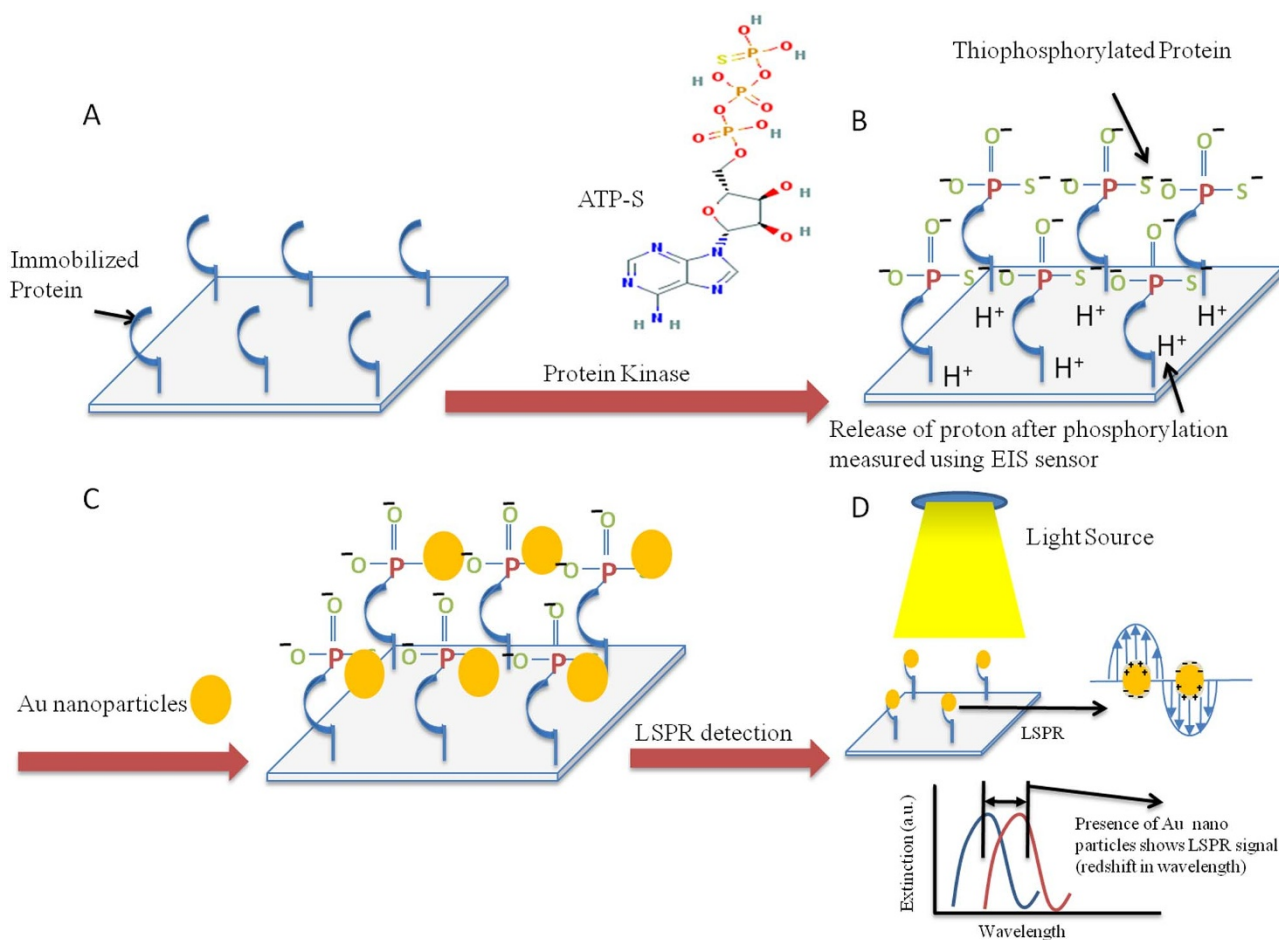 A
Immobilized
Protein
ATP-S
Protein Kinase
H
H
O
O
S
P
H
O
O
P
O
O
O
P
O
H
O
O
H
O
O
H
N
N
N
N
N
H
H
B
Thiophosphorylated Protein
O−
O−
O−
−O P S−
−O P S−
−O P S−
O−
O−
O−
−O P S−
−O P S−
−O P S−
H+
H+
H+
H+
H+
H+
Release of proton after phosphorylation
measured using EIS sensor
C
Au nanoparticles
−O
−O
−O
−O P
−O P
−O P
−O
−O
−O
−O P S
−O P
−O P S
LSPR detection
D
Light Source
LSPR
Extinction (a.u.)
Wavelength
Presence of Au nano
particles shows LSPR signal
(redshift in wavelength)